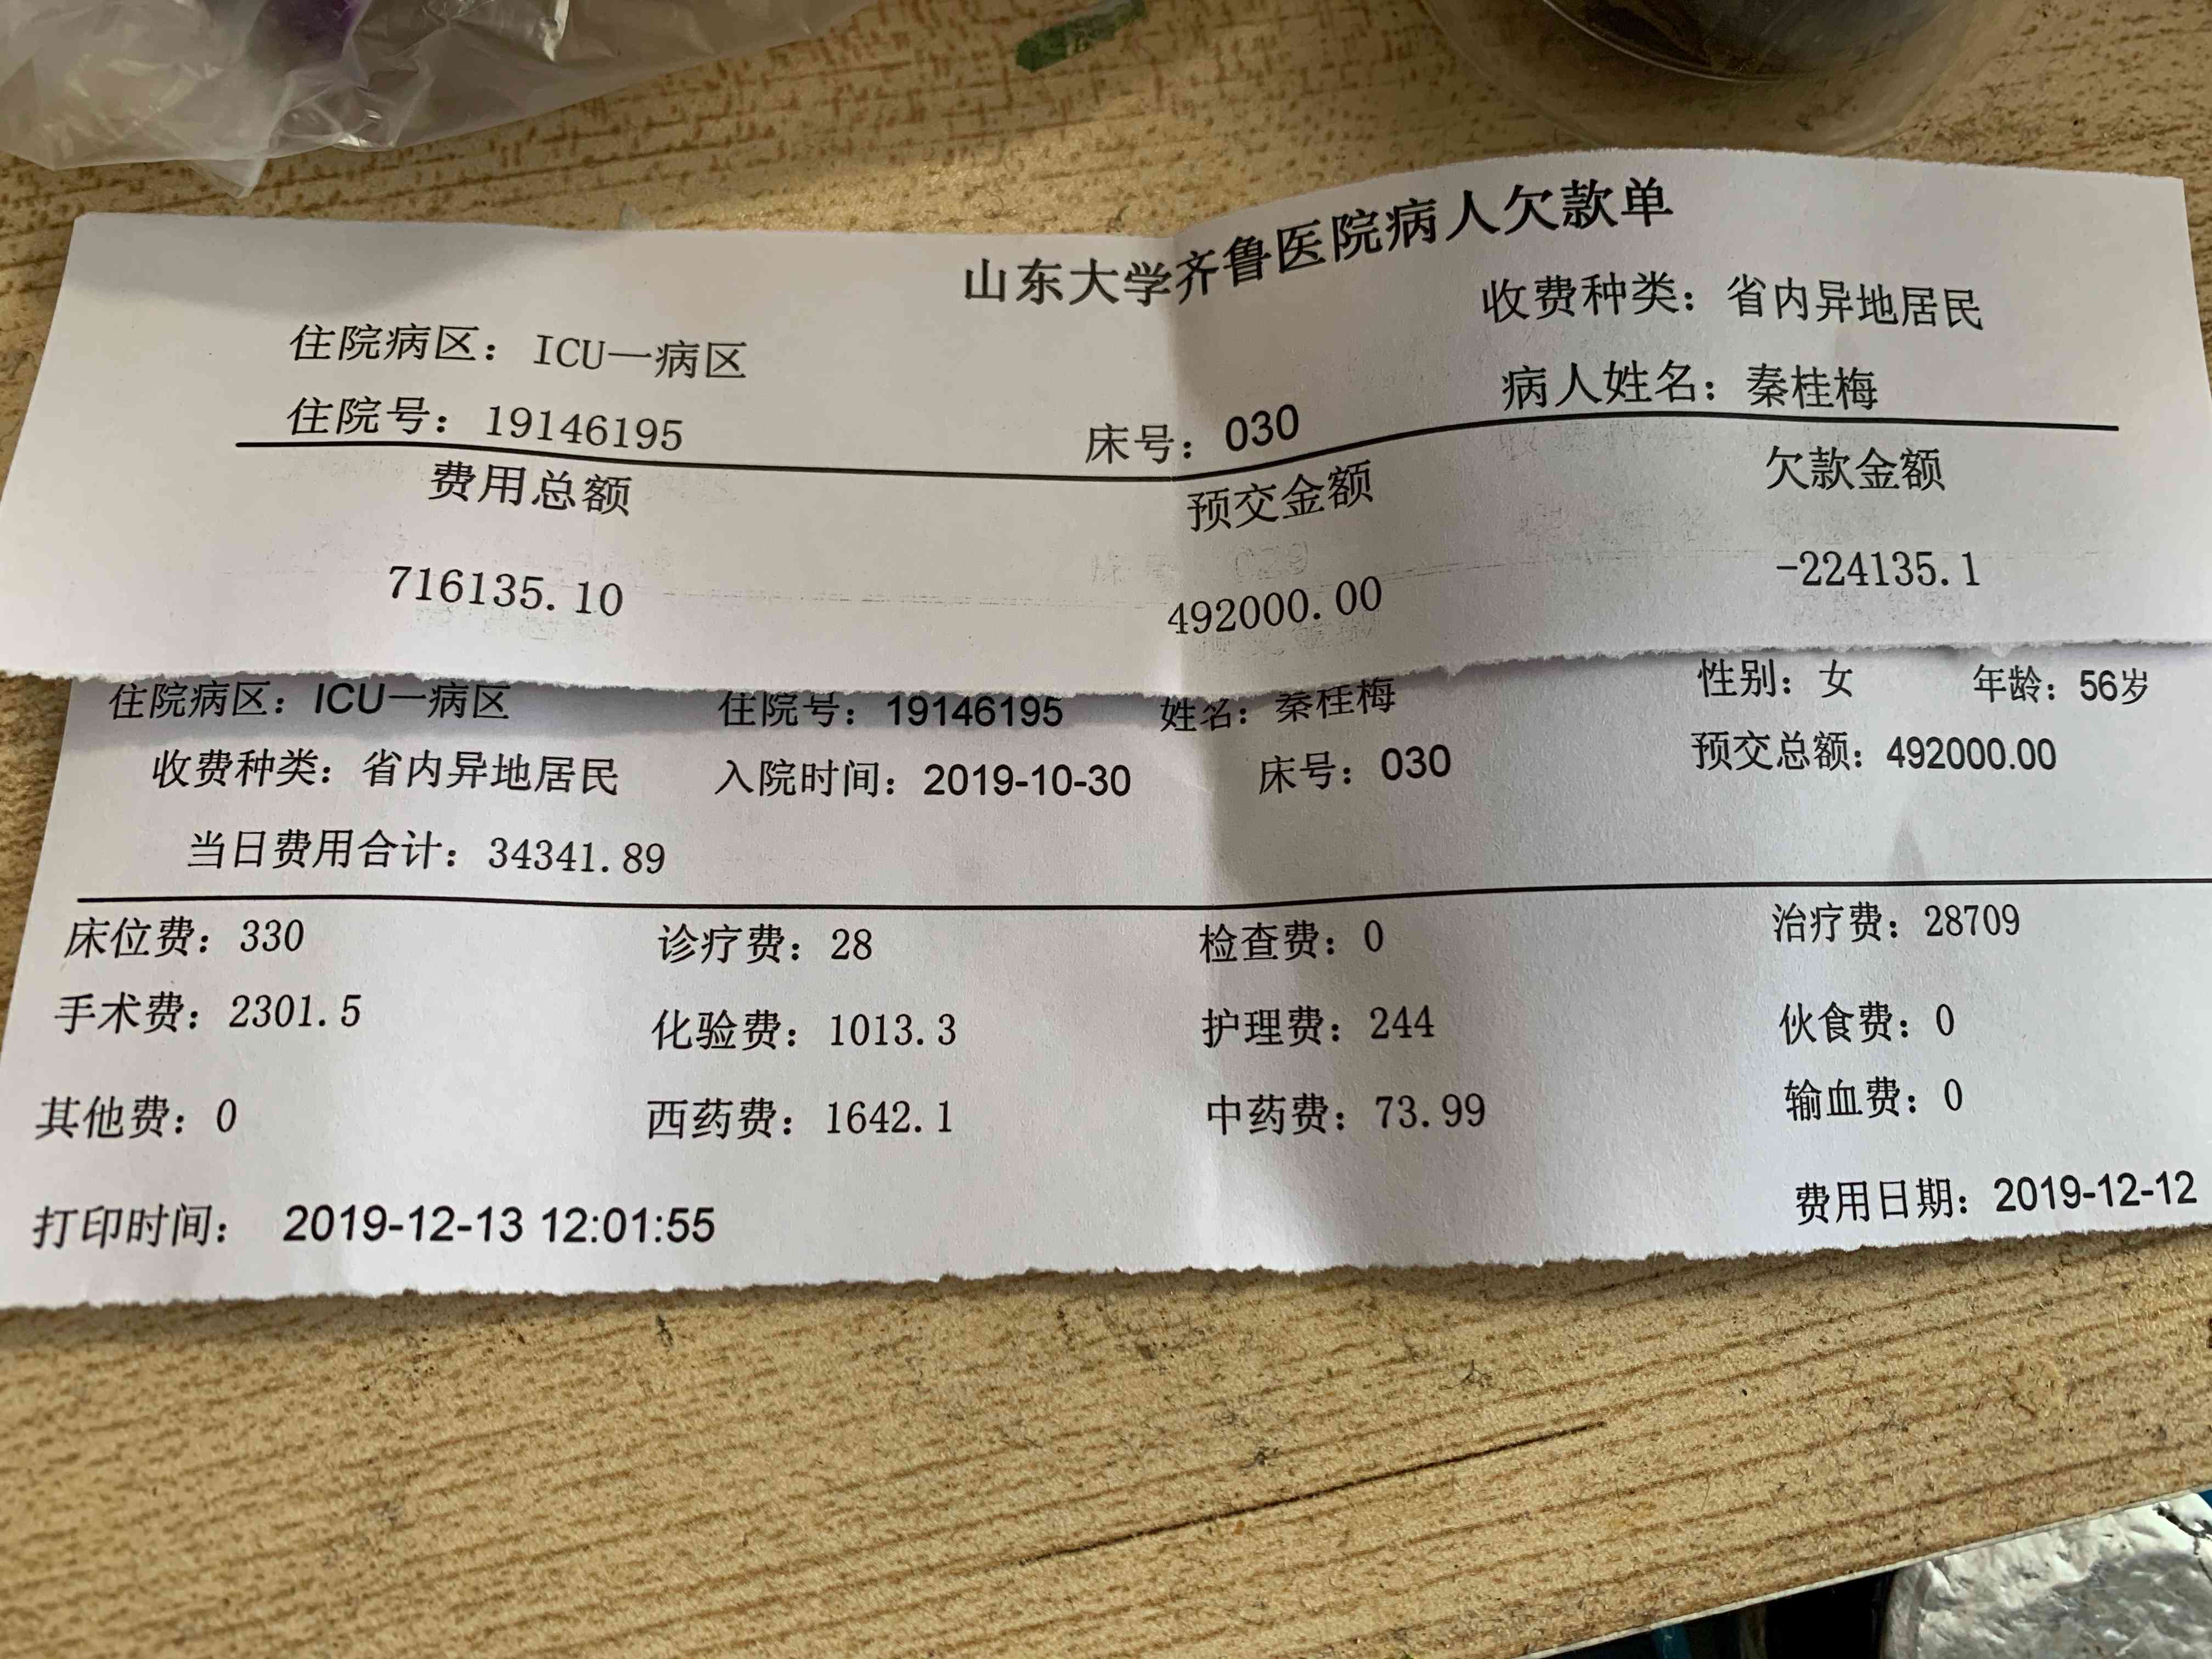 山东大学齐鲁医院病人欠款单
住院病区：ICU一病区 收费种类：省内异地居民
住院号：19146195 床号：030 病人姓名：秦桂梅
费用总额 预交金额 欠款金额
716135.10 492000.00 -224135.1
住院病区：ICU一病区 住院号：19146195 姓名：秦桂梅 性别：女 年龄：56岁
收费种类：省内异地居民 入院时间：2019-10-30 床号：030 预交总额：492000.00
当日费用合计：34341.89
床位费：330 诊疗费：28 检查费：0 治疗费：28709
手术费：2301.5 化验费：1013.3 护理费：244 伙食费：0
其他费：0 西药费：1642.1 中药费：73.99 输血费：0
打印时间： 2019-12-13 12:01:55 费用日期：2019-12-12